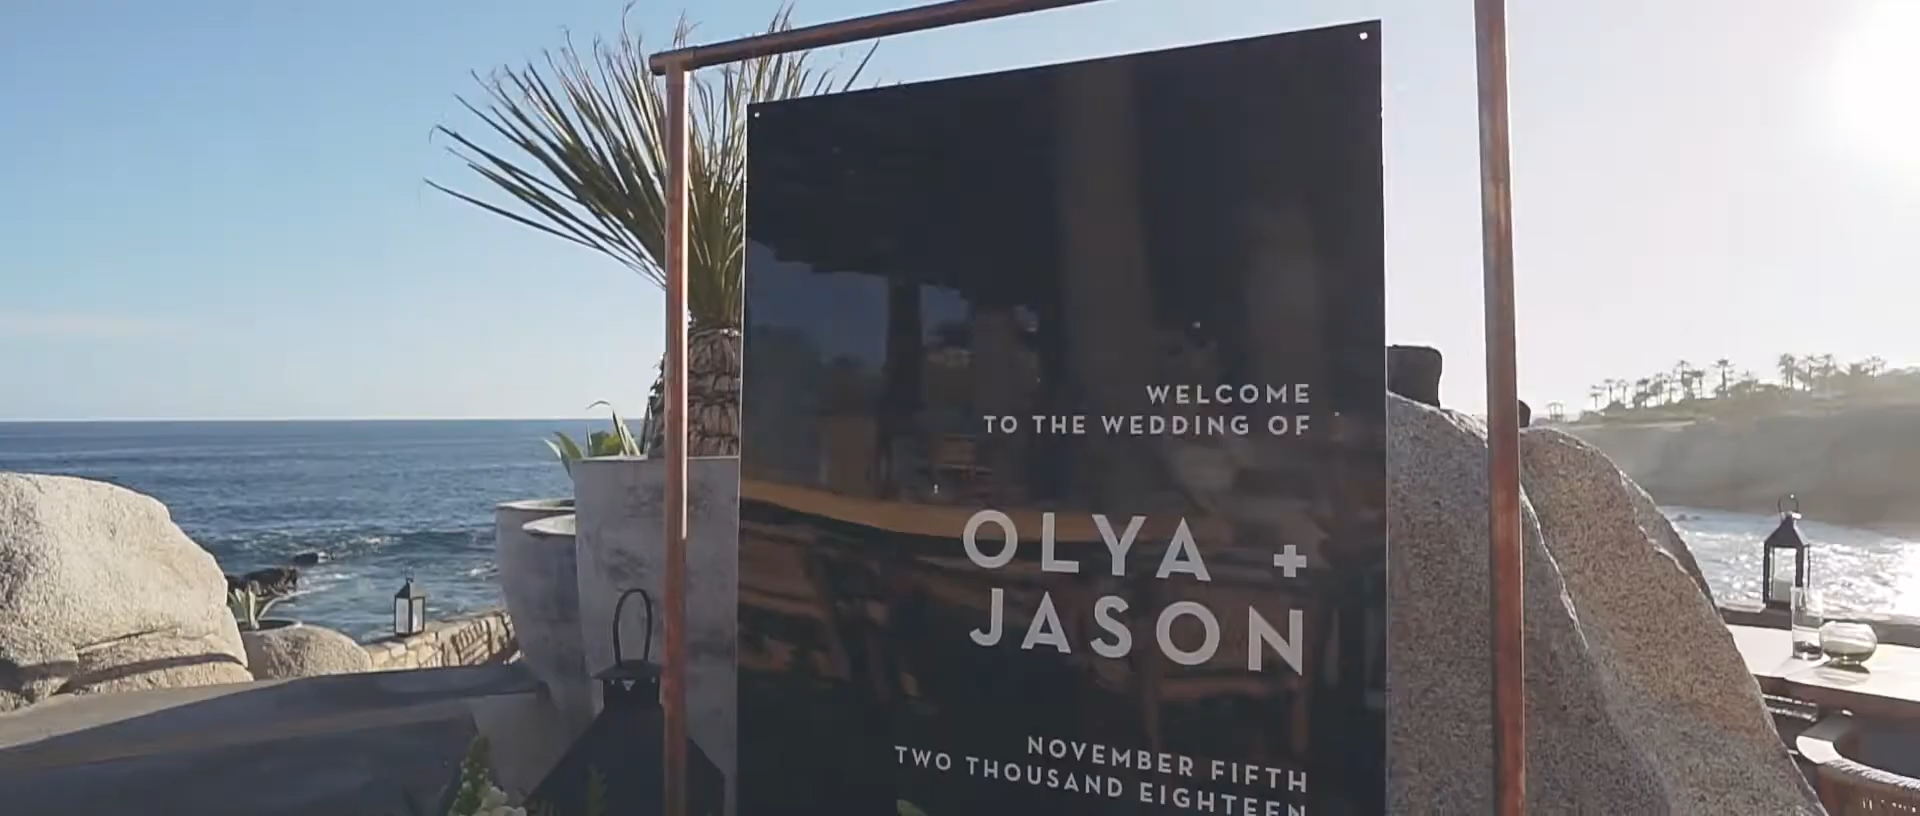 WELCOME
TO THE WEDDING OF
OLYA +
JASON
NOVEMBER FIFTH
TWO THOUSAND EIGHTEEN